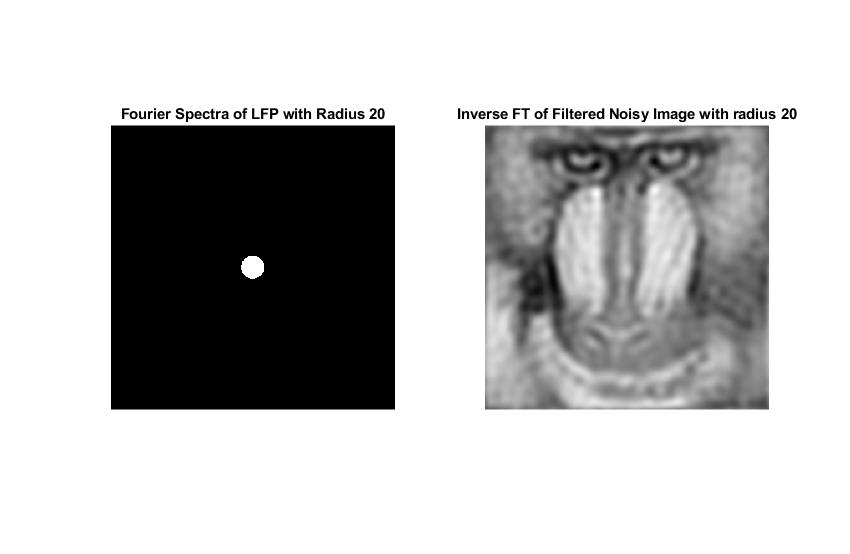 Fourier Spectra of LFP with Radius 20
Inverse FT of Filtered Noisy Image with radius 20